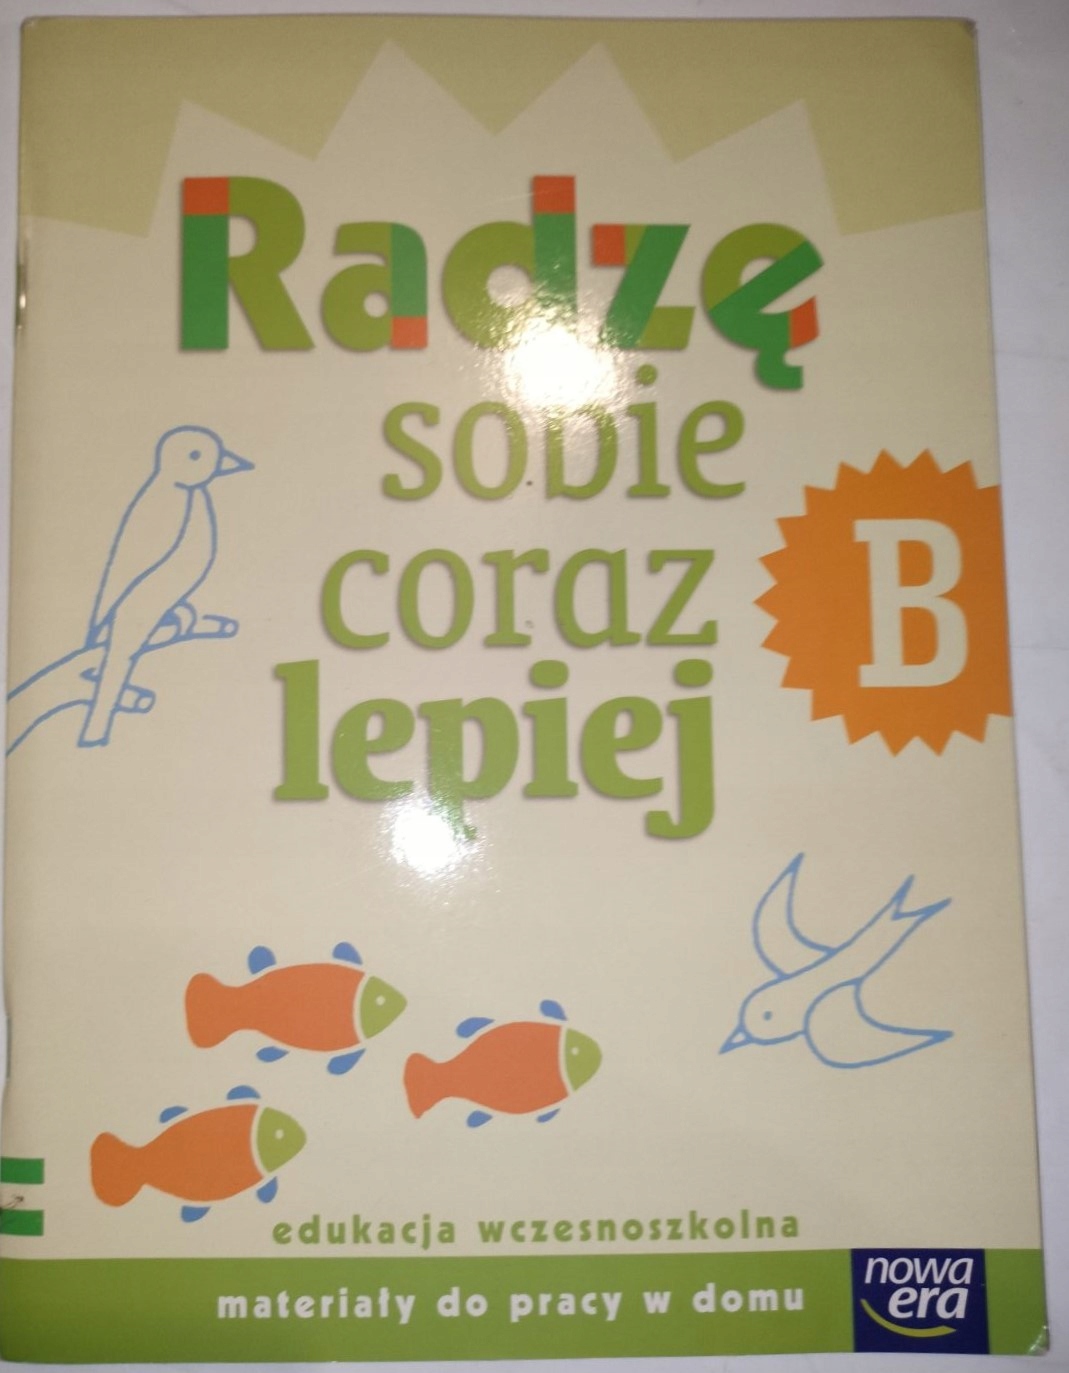 Radzę
sobie
coraz
lepiej
B
edukacja wczesnoszkolna
materiały do pracy w domu
nowa
era